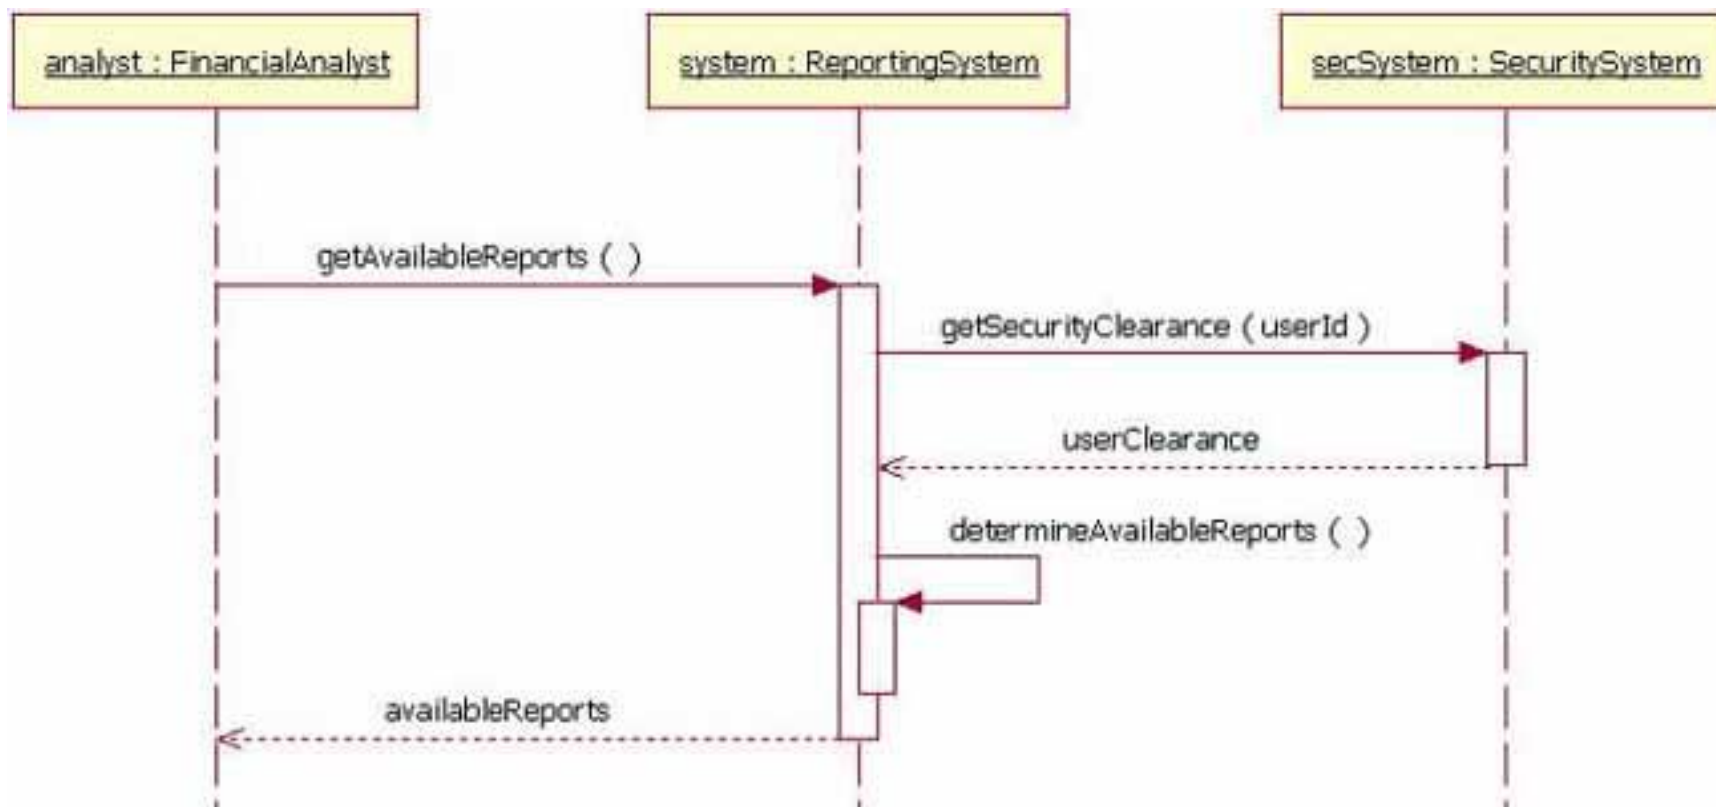 analyst : FinancialAnalyst
system : ReportingSystem
secSystem : SecuritySystem
getAvailableReports ( )
getSecurityClearance ( userId )
userClearance
determineAvailableReports ( )
availableReports